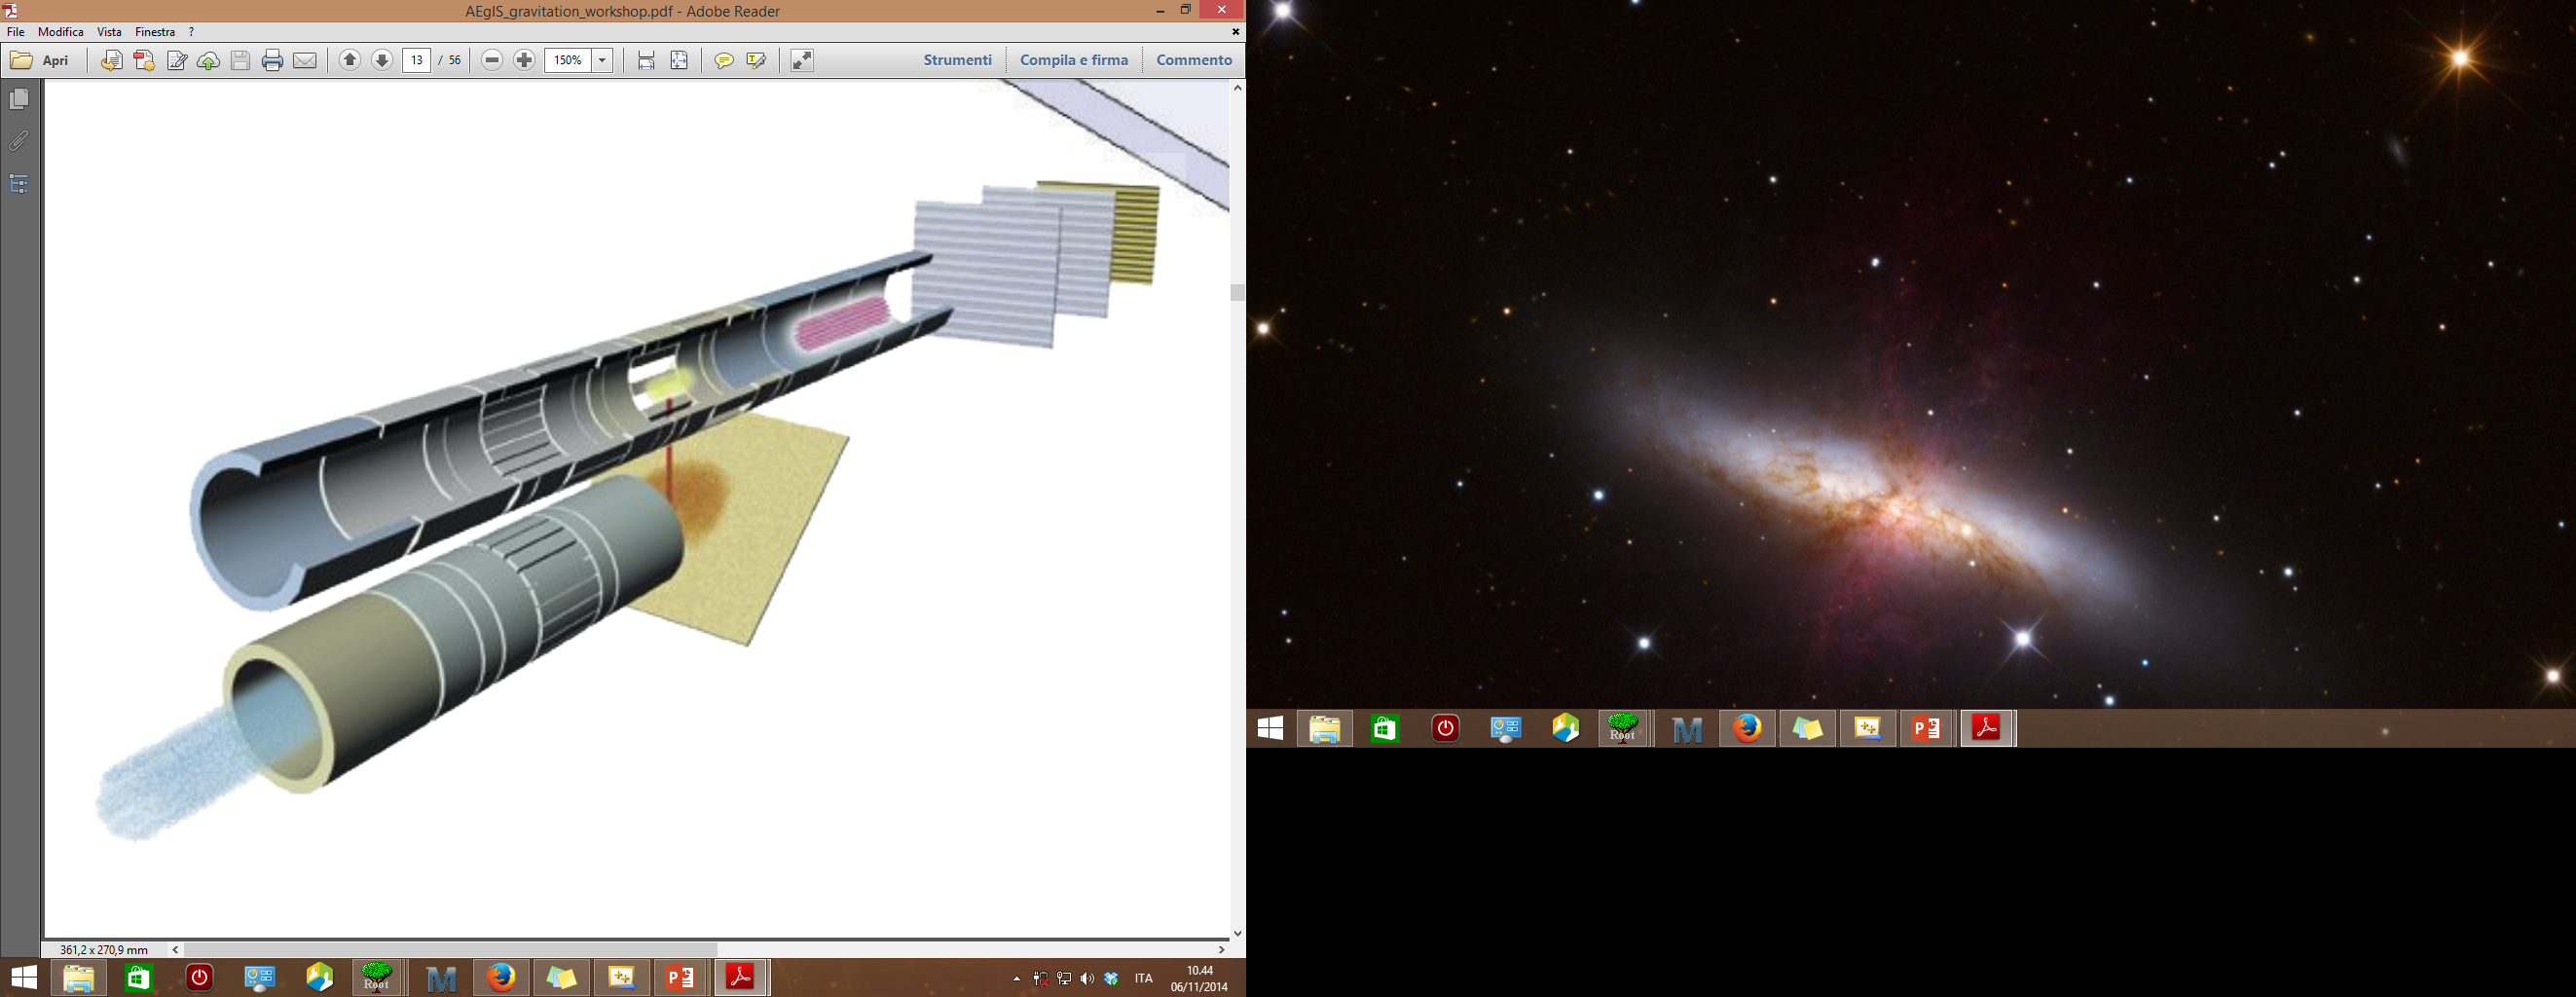 AEgIS_gravitation_workshop.pdf - Adobe Reader
File Modifica Vista Finestra ?
Apri 13 / 56 150% Strumenti Compila e firma Commento
361,2 x 270,9 mm
Root M P
ITA 10.44
06/11/2014
Root M P